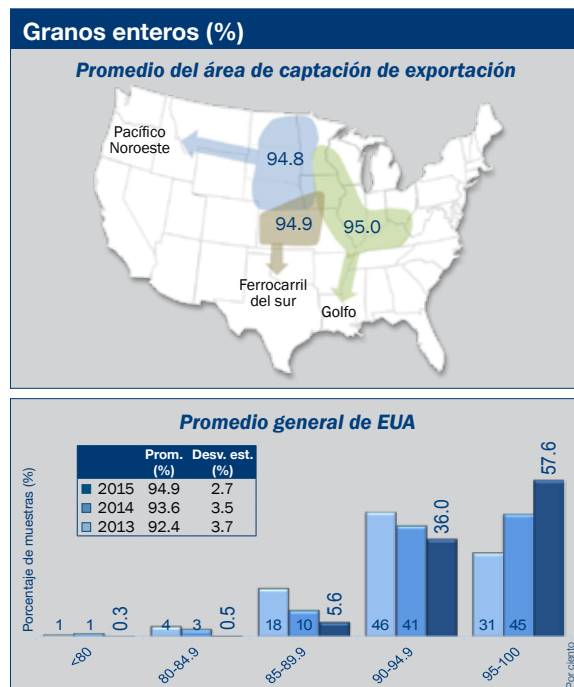 Granos enteros (%)
Promedio del área de captación de exportación
Pacífico
Noroeste
94.8
94.9
95.0
Ferrocarril
del sur
Golfo
Promedio general de EUA
Porcentaje de muestras (%)
Prom. Desv. est.
(%) (%)
2015 94.9 2.7
2014 93.6 3.5
2013 92.4 3.7
1 1 0.3
4 3 0.5
18 10 5.6
46 41 36.0
31 45 57.6
<80 80-84.9 85-89.9 90-94.9 95-100
Por ciento